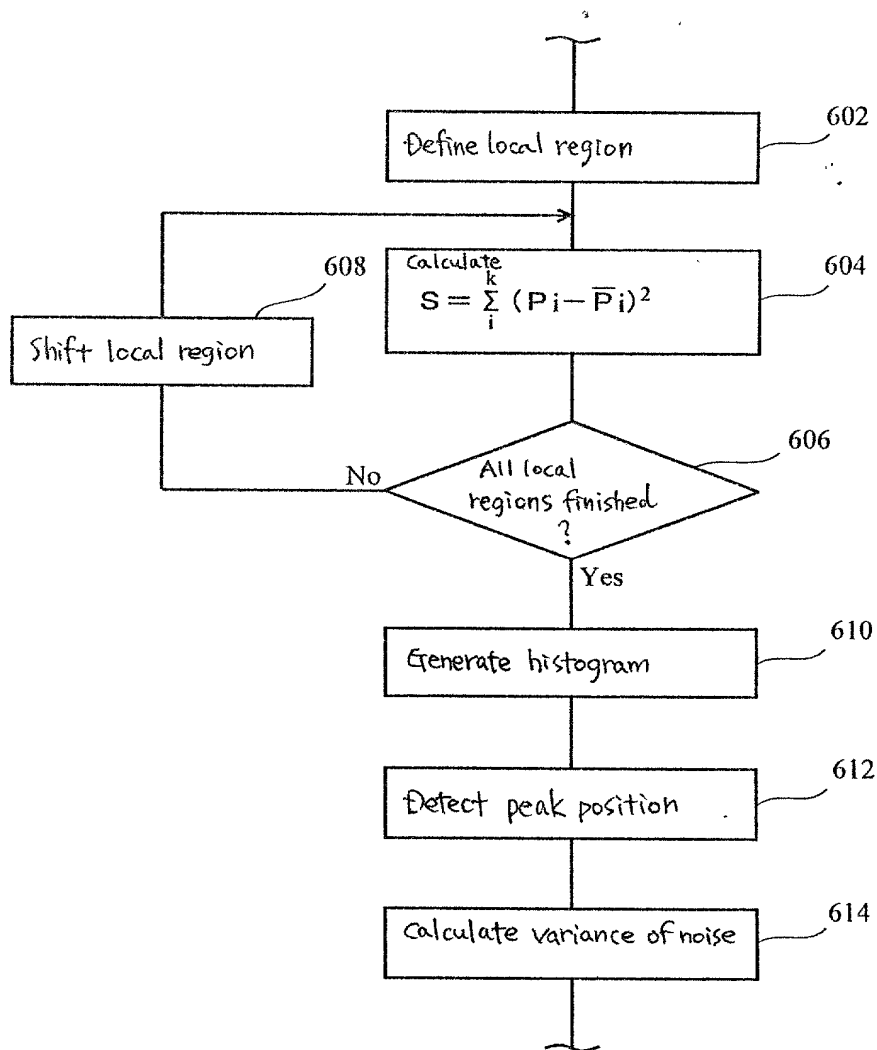 602
Define local region
604
Calculate
S = Σ_i^k (Pi − P̅i)²
608
Shift local region
606
All local
regions finished
?
No
Yes
610
Generate histogram
612
Detect peak position
614
Calculate variance of noise